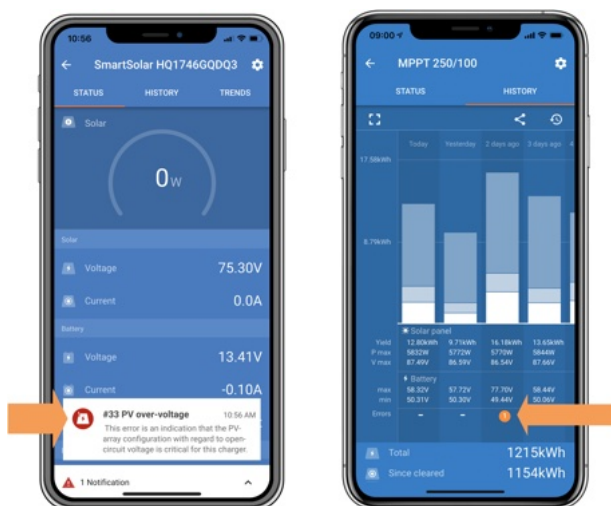 10:56
SmartSolar HQ1746GQDQ3
STATUS HISTORY TRENDS
Solar
0W
Solar
Voltage 75.30V
Current 0.0A
Battery
Voltage 13.41V
Current -0.10A
#33 PV over-voltage 10:56 AM
This error is an indication that the PV-
array configuration with regard to open-
circuit voltage is critical for this charger.
1 Notification
09:00
MPPT 250/100
STATUS HISTORY
Today Yesterday 2 days ago 3 days ago 4
17.58kWh
8.79kWh
Solar panel
Yield 12.80kWh 9.71kWh 16.18kWh 13.65kWh
P max 5832W 5772W 5770W 5844W
V max 87.49V 86.59V 86.54V 87.66V
Battery
max 58.32V 57.72V 77.70V 58.44V
min 50.31V 50.30V 49.44V 50.06V
Errors - - 1
Total 1215kWh
Since cleared 1154kWh